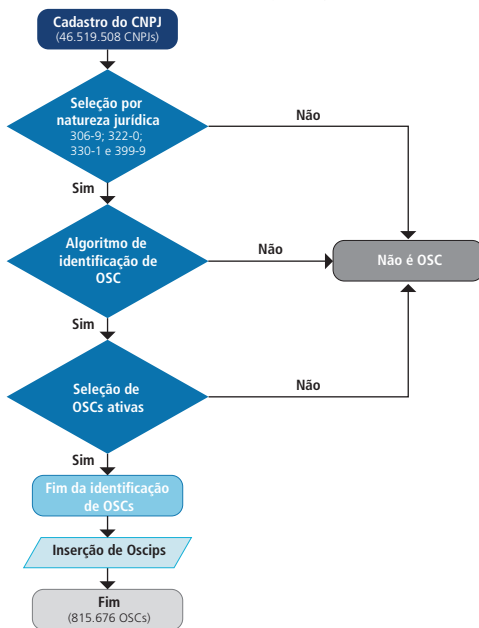 Cadastro do CNPJ
(46.519.508 CNPJs)
Seleção por
natureza jurídica
306-9; 322-0;
330-1 e 399-9
Não
Sim
Algoritmo de
identificação de
OSC
Não
Não é OSC
Sim
Seleção de
OSCs ativas
Não
Sim
Fim da identificação
de OSCs
Inserção de Oscips
Fim
(815.676 OSCs)